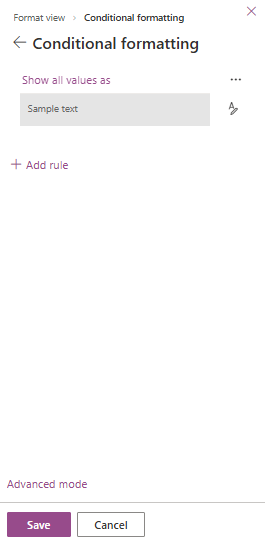 Format view > Conditional formatting
Conditional formatting
Show all values as
Sample text
Add rule
Advanced mode
Save Cancel